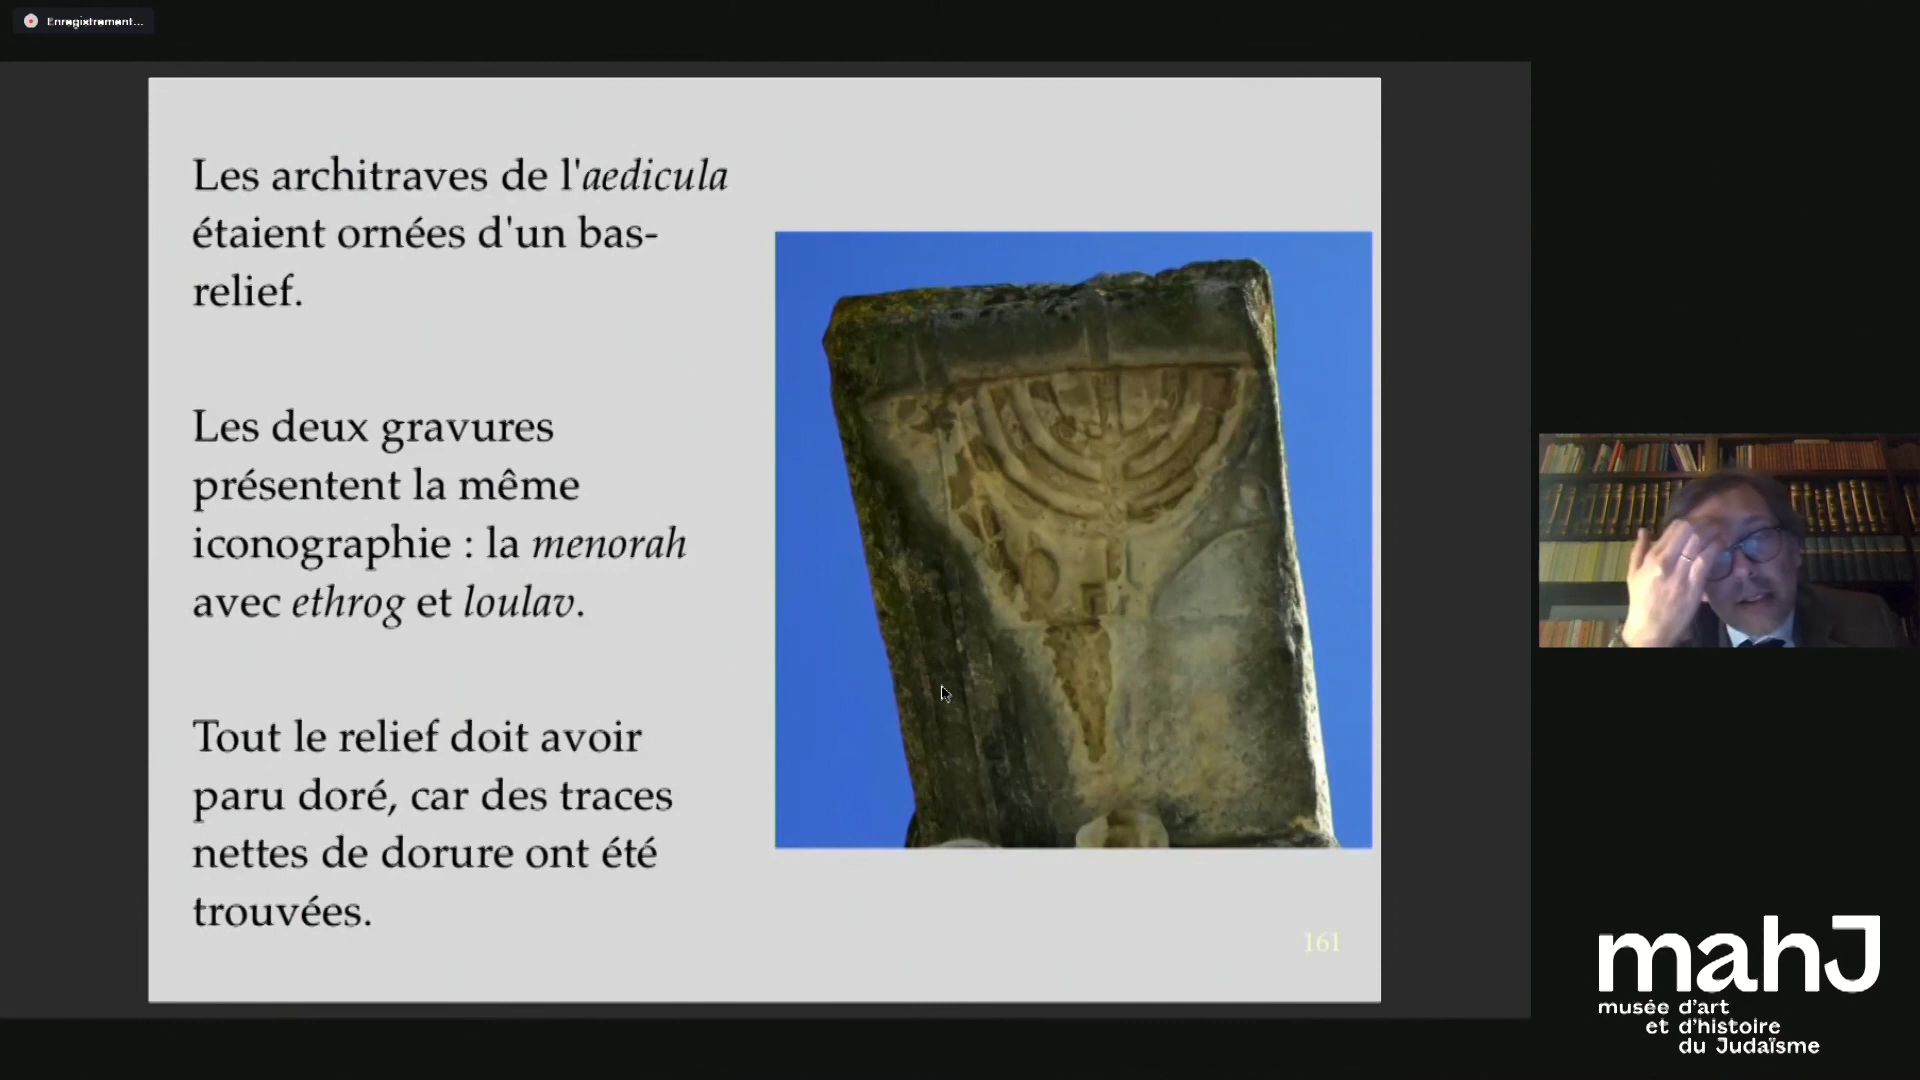 Enregistrement...
Les architraves de l'aedicula
étaient ornées d'un bas-
relief.
Les deux gravures
présentent la même
iconographie : la menorah
avec ethrog et loulav.
Tout le relief doit avoir
paru doré, car des traces
nettes de dorure ont été
trouvées.
161
mahJ
musée d'art
et d'histoire
du Judaïsme